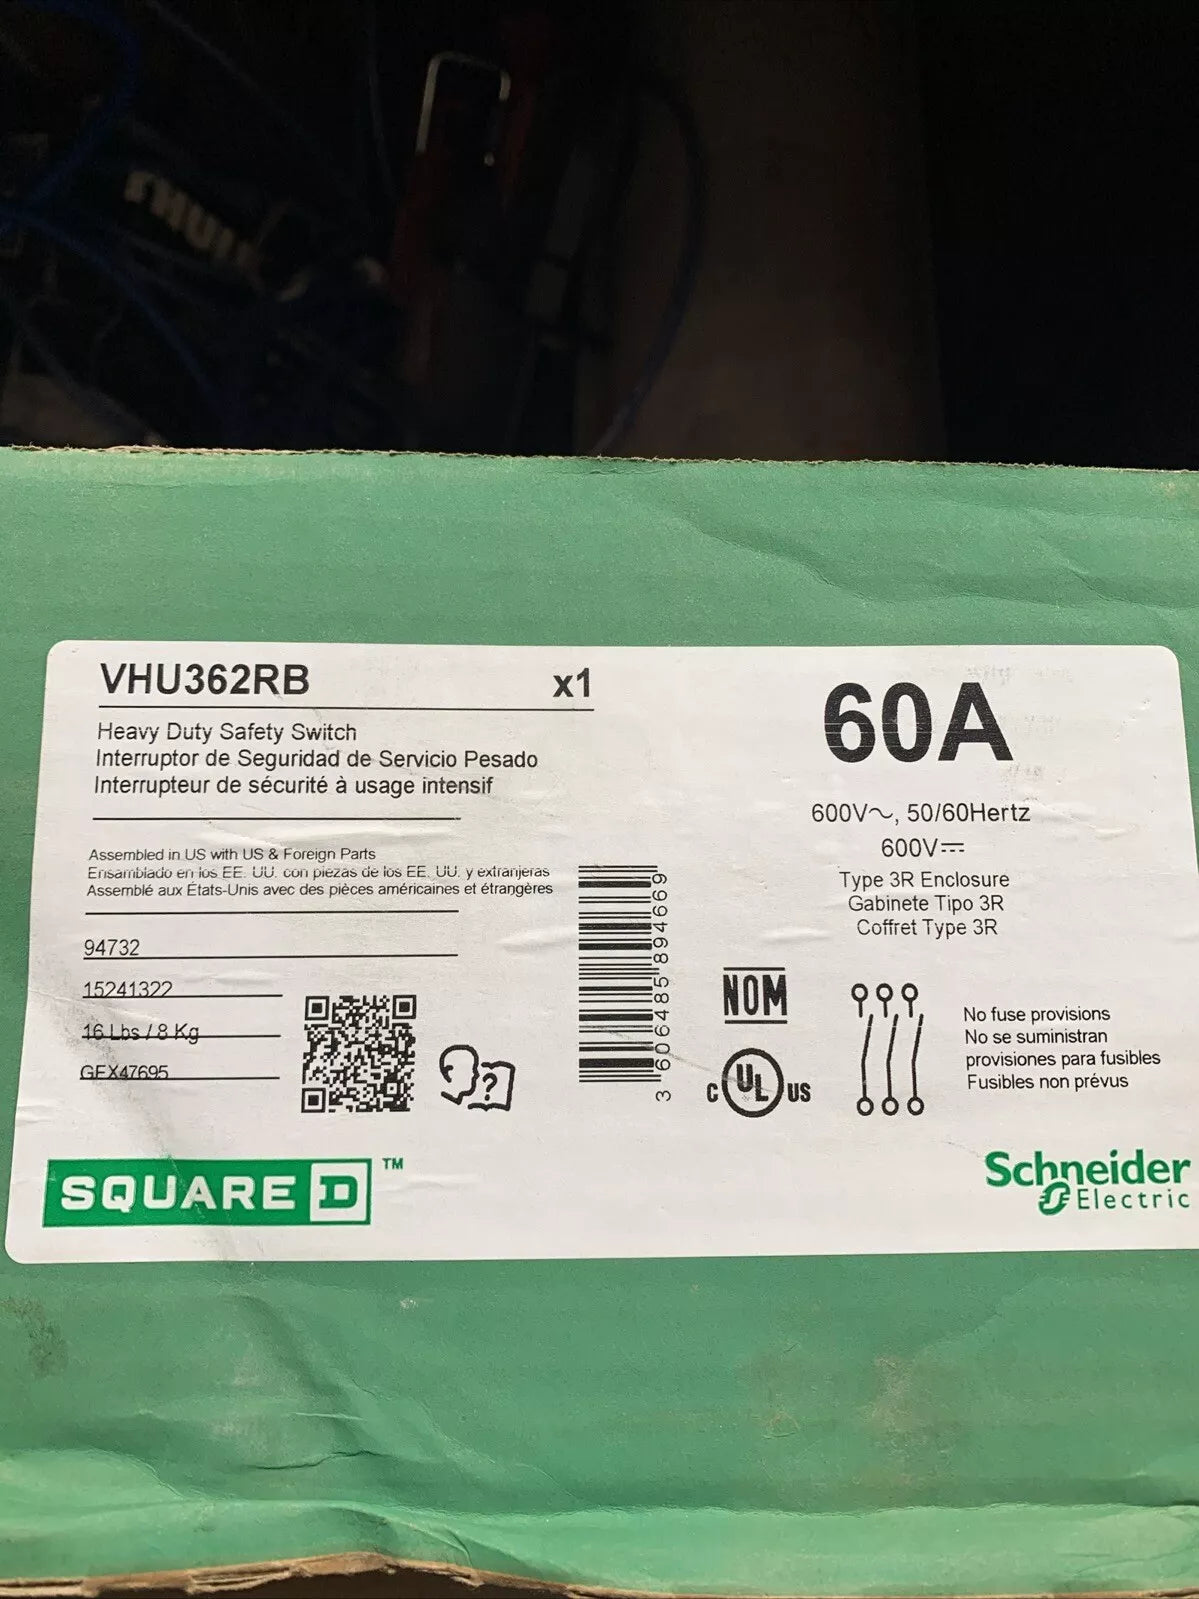 THULE
VHU362RB
x1
Heavy Duty Safety Switch
Interruptor de Seguridad de Servicio Pesado
Interrupteur de sécurité à usage intensif
Assembled in US with US & Foreign Parts
Ensamblado en los EE. UU. con piezas de los EE. UU. y extranjeras
Assemblé aux États-Unis avec des pièces américaines et étrangères
94732
15241322
16 Lbs / 8 Kg
GEX47695
3 606485 894669
60A
600V~, 50/60Hertz
600V⎓
Type 3R Enclosure
Gabinete Tipo 3R
Coffret Type 3R
NOM
C UL US
No fuse provisions
No se suministran
provisiones para fusibles
Fusibles non prévus
?
SQUARE D ™
Schneider
Electric